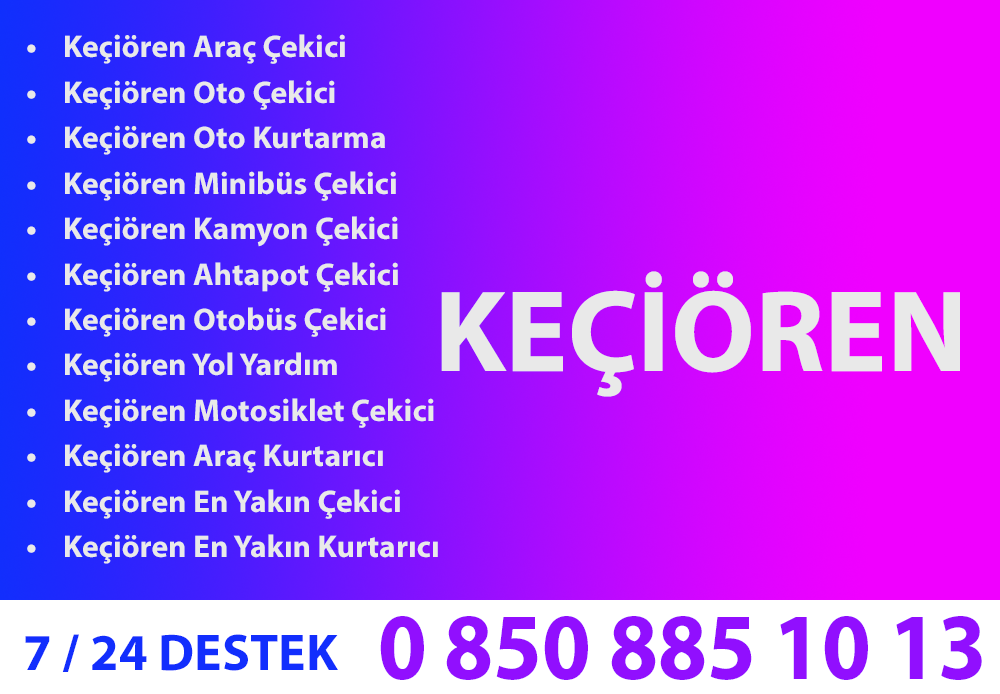 • Keçiören Araç Çekici
• Keçiören Oto Çekici
• Keçiören Oto Kurtarma
• Keçiören Minibüs Çekici
• Keçiören Kamyon Çekici
• Keçiören Ahtapot Çekici
• Keçiören Otobüs Çekici
• Keçiören Yol Yardım
• Keçiören Motosiklet Çekici
• Keçiören Araç Kurtarıcı
• Keçiören En Yakın Çekici
• Keçiören En Yakın Kurtarıcı
KEÇİÖREN
7 / 24 DESTEK
0 850 885 10 13